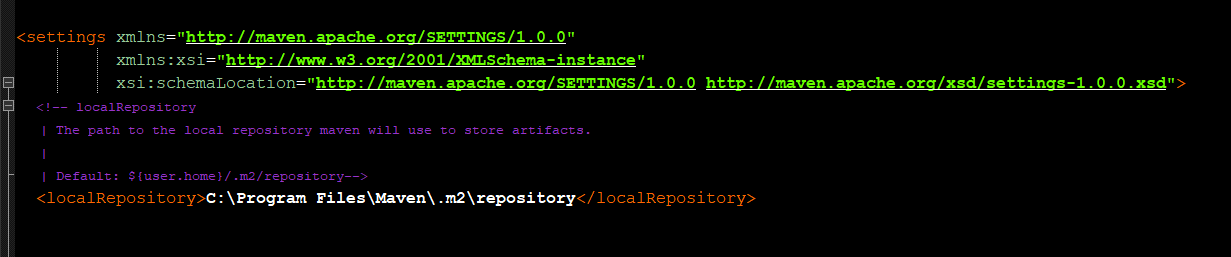 <settings xmlns="http://maven.apache.org/SETTINGS/1.0.0"
xmlns:xsi="http://www.w3.org/2001/XMLSchema-instance"
xsi:schemaLocation="http://maven.apache.org/SETTINGS/1.0.0 http://maven.apache.org/xsd/settings-1.0.0.xsd">
<!-- localRepository
| The path to the local repository maven will use to store artifacts.
|
| Default: ${user.home}/.m2/repository-->
<localRepository>C:\Program Files\Maven\.m2\repository</localRepository>